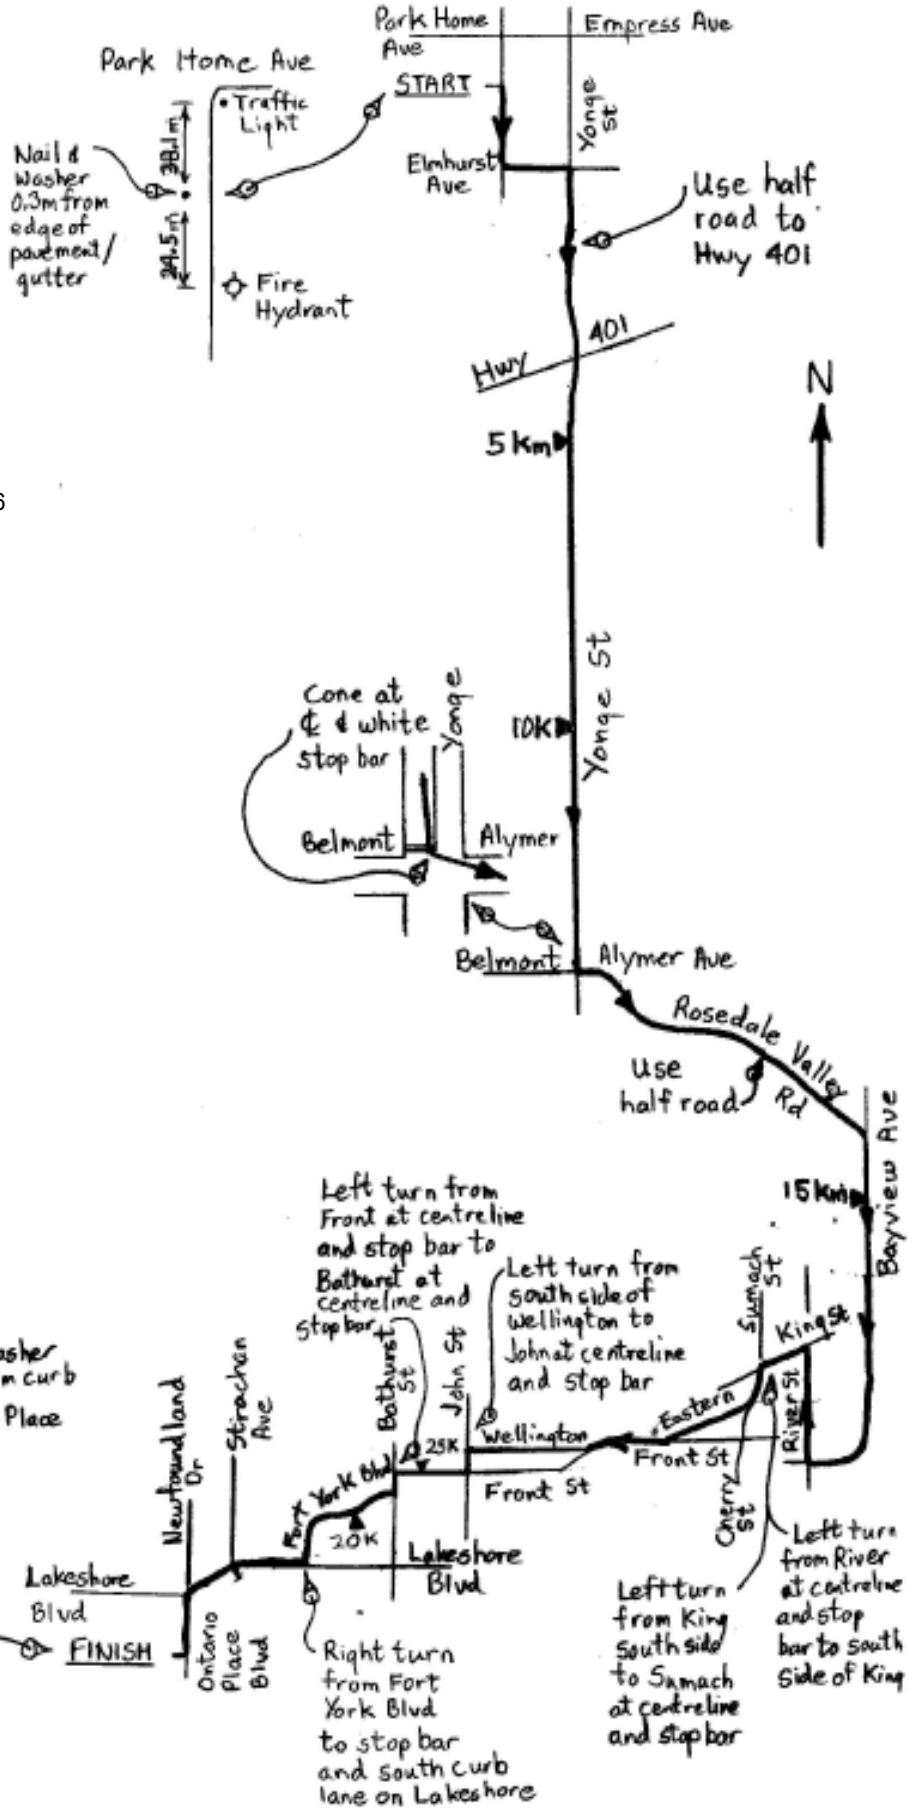 Park Home
Ave
Empress Ave
Park Home Ave
START
Traffic
Light
38.1m
Yonge
St
Nail &
Washer
0.3m from
edge of
pavement/
gutter
24.5m
Fire
Hydrant
Elmhurst
Ave
Use half
road to
Hwy 401
Hwy 401
N
5 km
6
Yonge St
10K
Cone at
℄ & white
stop bar
Yonge
Belmont
Alymer
Belmont
Alymer Ave
Rosedale Valley
Rd
Use
half road
Bayview Ave
15 km
Left turn from
Front at centreline
and stop bar to
Bathurst at
centreline and
stop bar
Left turn from
south side of
Wellington to
John at centreline
and stop bar
Sumach
St
King St
River St
asher
m curb
Place
Newfoundland
Dr
Strachan
Ave
Bathurst
St
John St
25K
Wellington
Eastern
Front St
Front St
Cherry
St
Fort York Blvd
20K
Lakeshore
Blvd
Lakeshore
Blvd
FINISH
Ontario
Place
Blvd
Right turn
from Fort
York Blvd
to stop bar
and south curb
lane on Lakeshore
Left turn
from King
South side
to Sumach
at centreline
and stop bar
Left turn
from River
at centreline
and stop
bar to south
Side of King